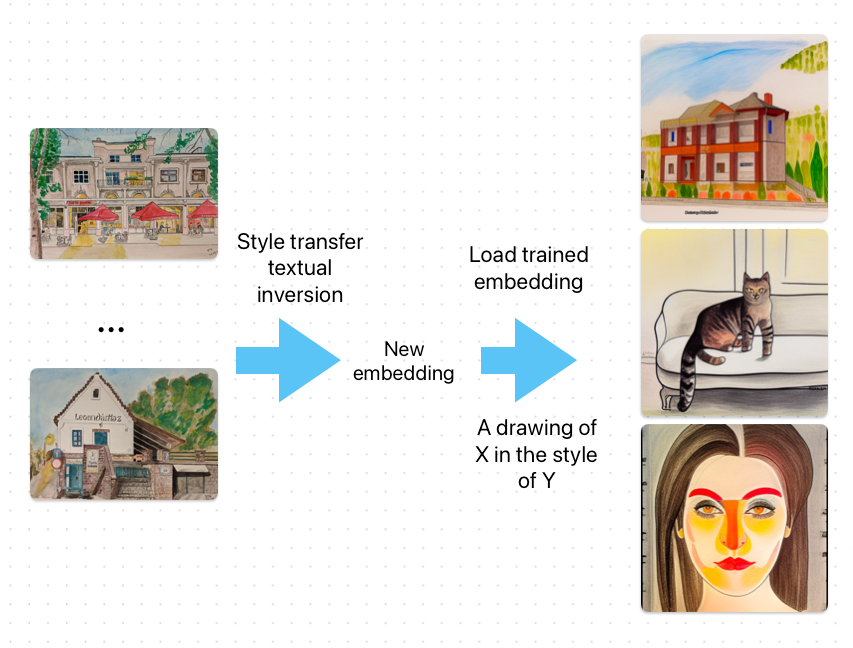 Style transfer
textual
inversion
...
New
embedding
Load trained
embedding
A drawing of
X in the style
of Y